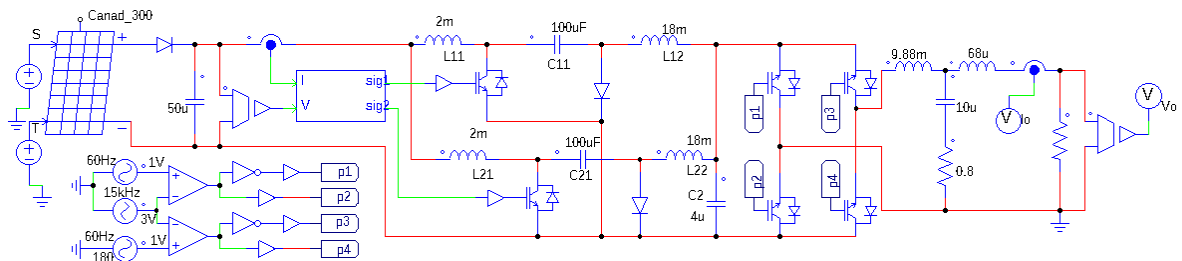 Canad_300
S
+
T
−
50u
I
V
sig1
sig2
2m
L11
100uF
C11
18m
L12
2m
L21
100uF
C21
18m
L22
C2
4u
p1
p3
p2
p4
9.88m
68u
10u
0.8
V
Io
V
Vo
60Hz
1V
15kHz
3V
60Hz
1V
180
p1
p2
p3
p4